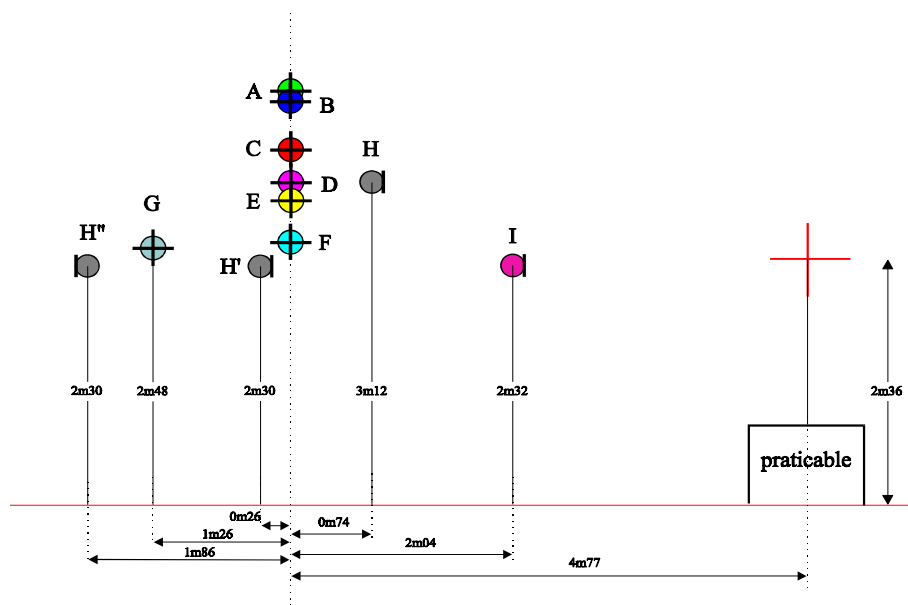 A
B
C
H
D
E
G
H"
F
H'
I
2m30
2m48
2m30
3m12
2m32
2m36
praticable
0m26
0m74
1m26
2m04
1m86
4m77